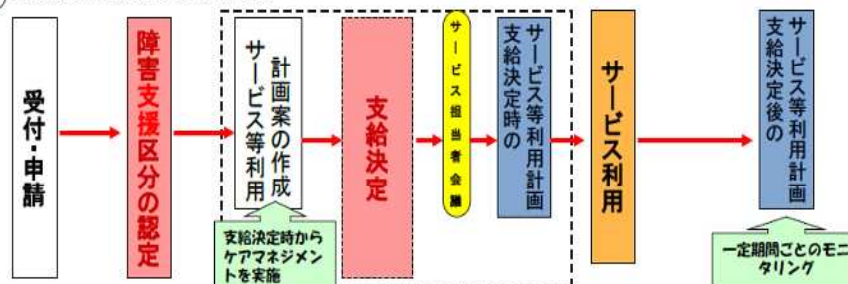 受付・申請
障害支援区分の認定
サービス等利用
計画案の作成
支給決定時から
ケアマネジメン
トを実施
支給決定
サービス担当者会議
支給決定時の
サービス等利用計画
サービス利用
支給決定後の
サービス等利用計画
一定期間ごとのモニ
タリング